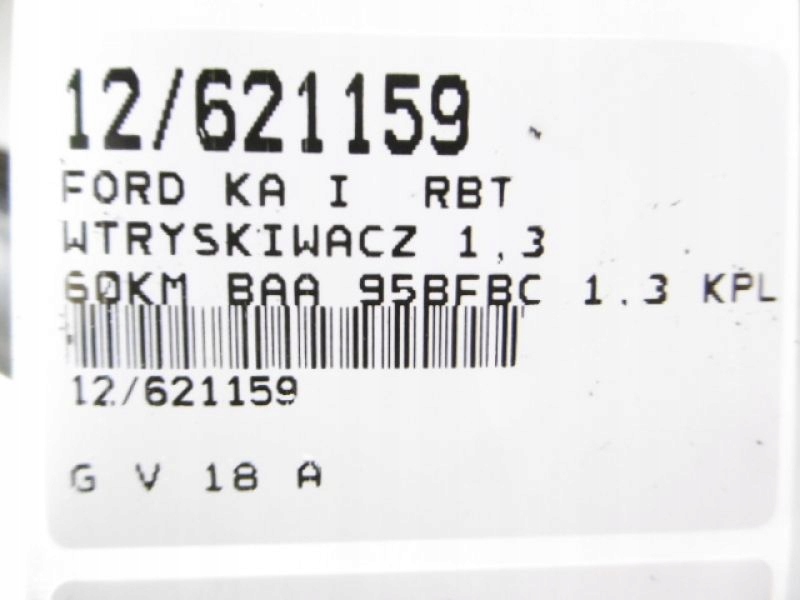 12/621159
FORD KA I RBT
WTRYSKIWACZ 1,3
60KM BAA 95BFBC 1.3 KPL
12/621159
G V 18 A